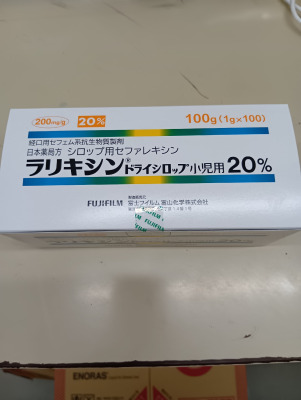 200mg/g 20% 100g(1g×100)
経口用セフェム系抗生物質製剤
日本薬局方 シロップ用セファレキシン
ラリキシン®ドライシロップ小児用20%
FUJIFILM
富士フイルム 富山化学株式会社
FUJIFILM
ENORAS